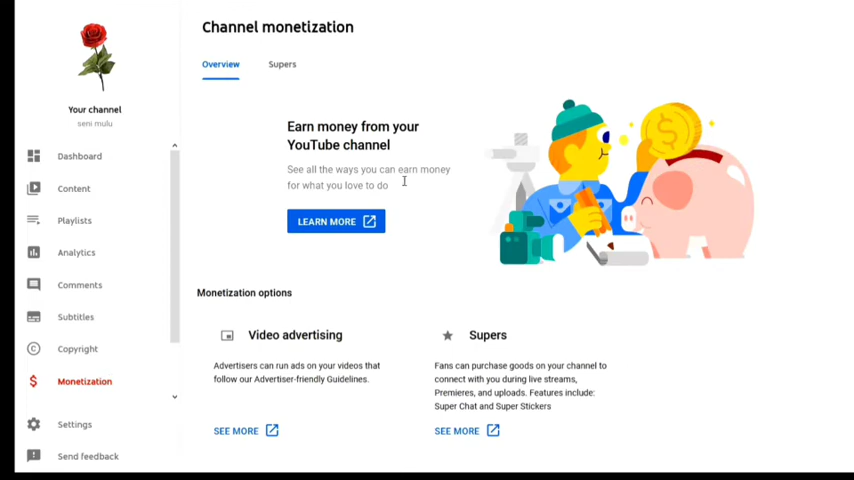 Channel monetization
Overview
Supers
Your channel
seni mulu
Dashboard
Content
Playlists
Analytics
Comments
Subtitles
Copyright
Monetization
Settings
Send feedback
Earn money from your
YouTube channel
See all the ways you can earn money
for what you love to do
LEARN MORE
Monetization options
Video advertising
Advertisers can run ads on your videos that
follow our Advertiser-friendly Guidelines.
SEE MORE
Supers
Fans can purchase goods on your channel to
connect with you during live streams,
Premieres, and uploads. Features include:
Super Chat and Super Stickers
SEE MORE